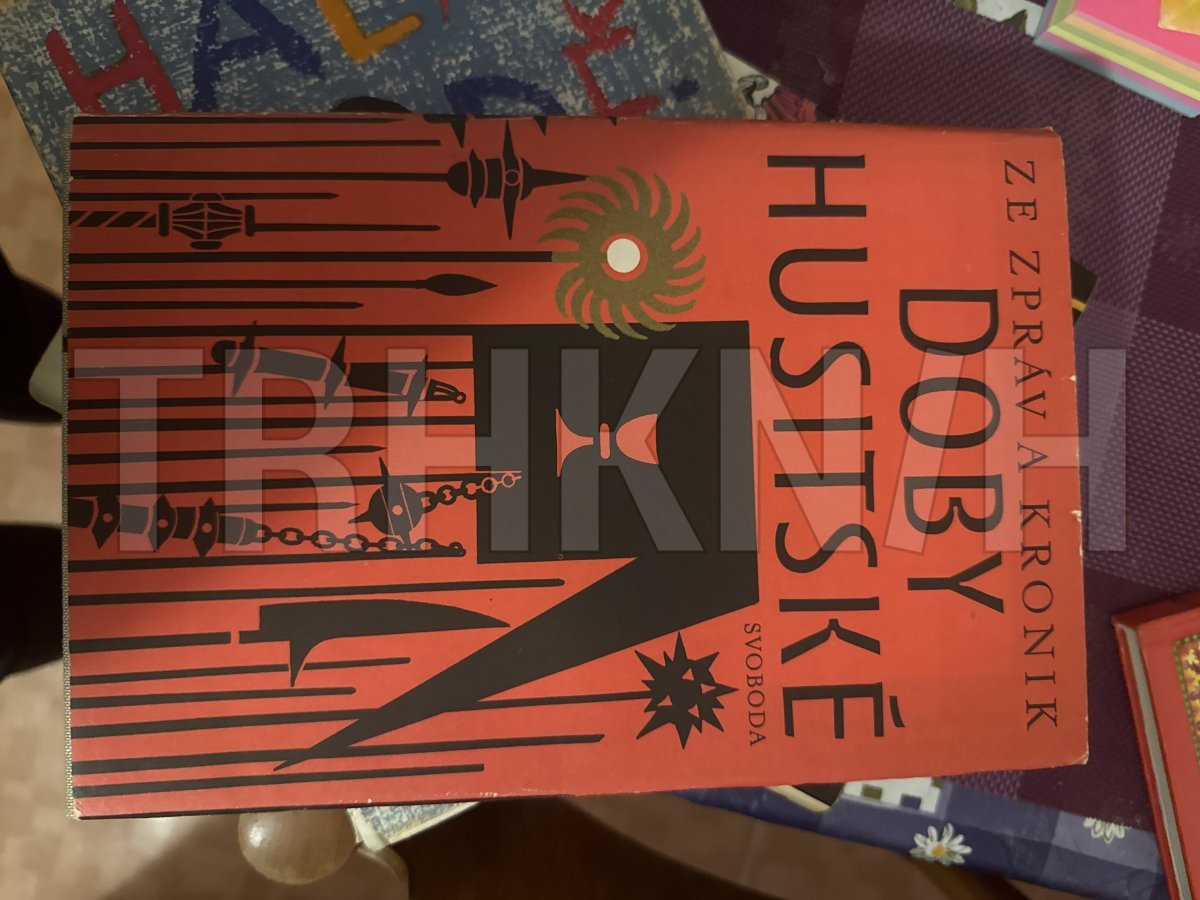 ZE ZPRÁV A KRONIK
DOBY
HUSITSKÉ
SVOBODA
TRHKNIH